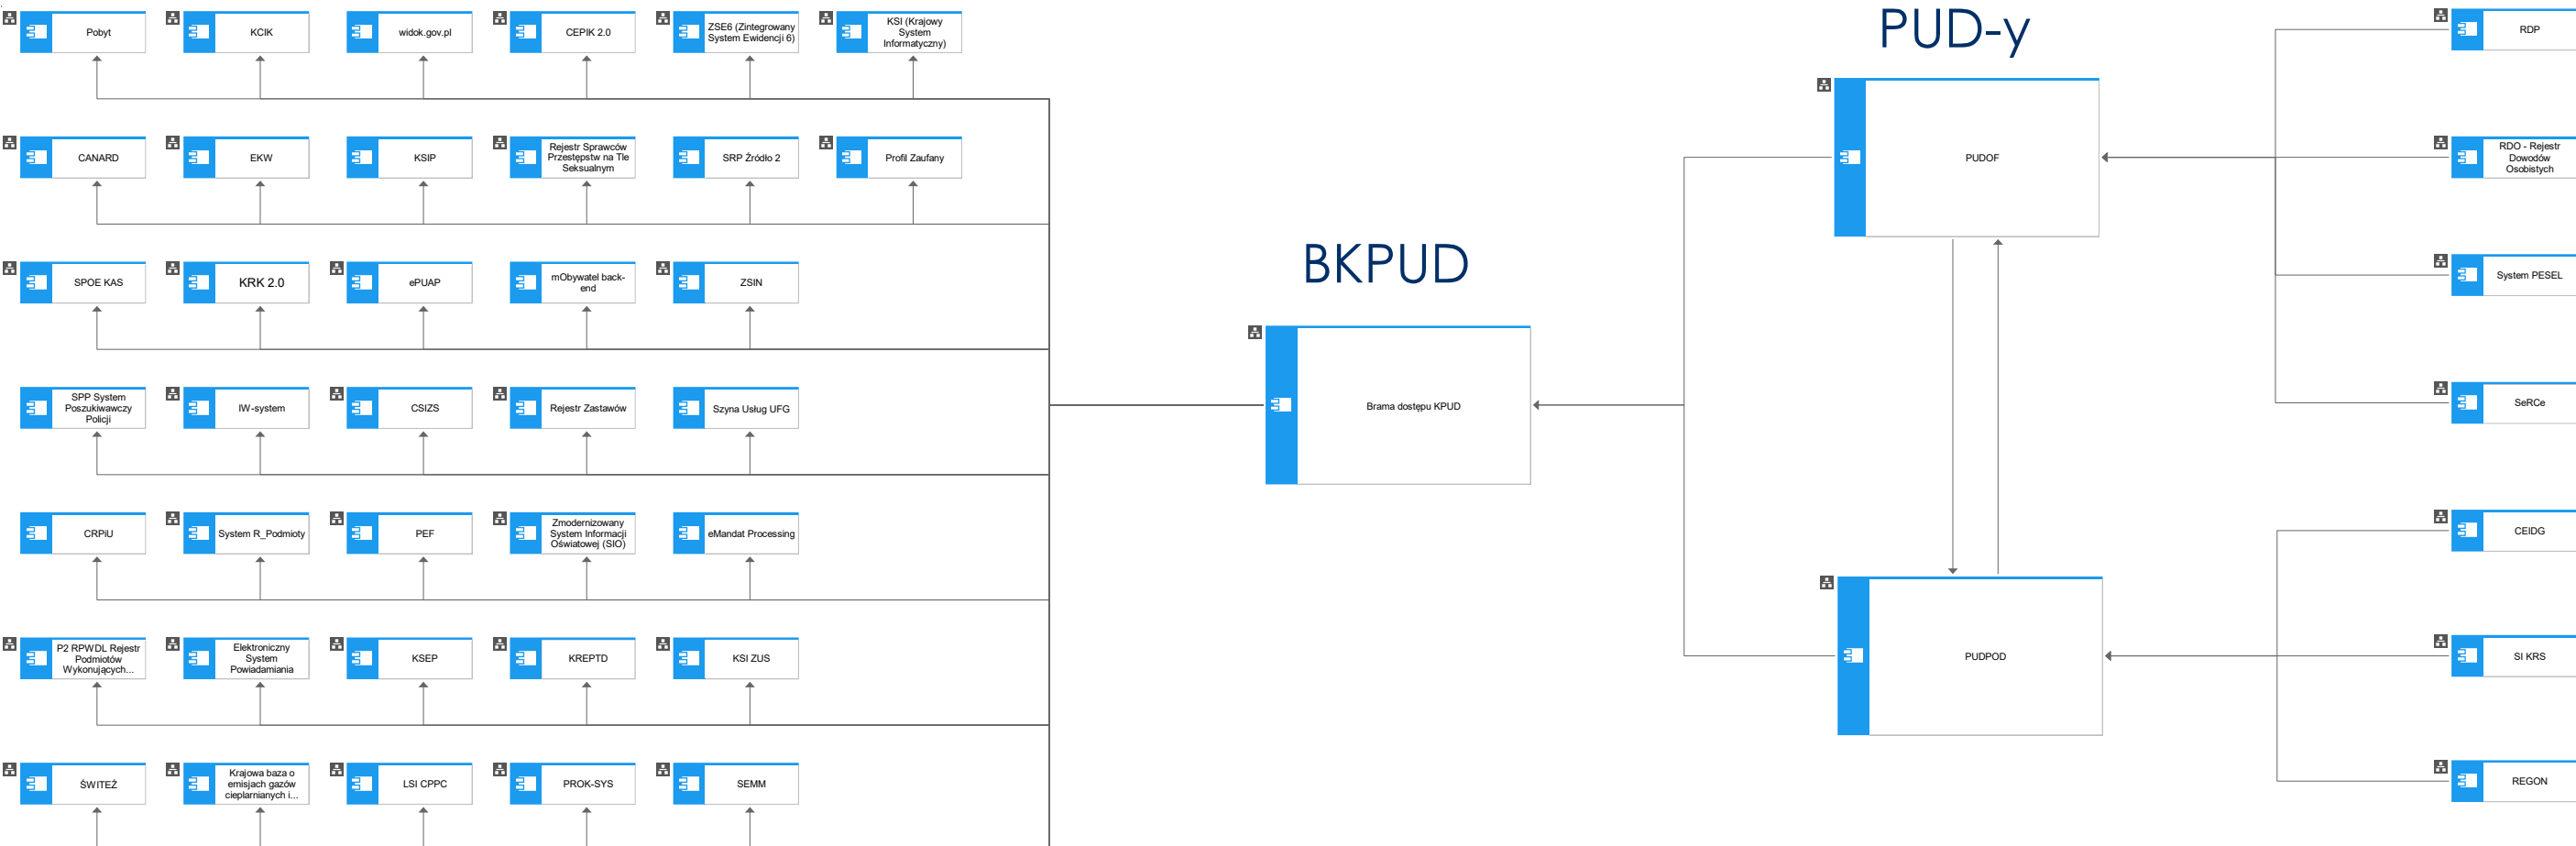 PUD-y
Pobyt
KCIK
widok.gov.pl
CEPIK 2.0
ZSE6 (Zintegrowany
System Ewidencji 6)
KSI (Krajowy
System
Informatyczny)
RDP
CANARD
EKW
KSIP
Rejestr Sprawców
Przestępstw na Tle
Seksualnym
SRP Źródło 2
Profil Zaufany
PUDOF
RDO - Rejestr
Dowodów
Osobistych
BKPUD
SPOE KAS
KRK 2.0
ePUAP
mObywatel back-
end
ZSIN
System PESEL
SPP System
Poszukiwawczy
Policji
IW-system
CSIZS
Rejestr Zastawów
Szyna Usług UFG
Brama dostępu KPUD
SeRCe
CRPiU
System R_Podmioty
PEF
Zmodernizowany
System Informacji
Oświatowej (SIO)
eMandat Processing
CEIDG
P2 RPWDL Rejestr
Podmiotów
Wykonujących...
Elektroniczny
System
Powiadamiania
KSEP
KREPTD
KSI ZUS
PUDPOD
SI KRS
ŚWITEŹ
Krajowa baza o
emisjach gazów
cieplarnianych i...
LSI CPPC
PROK-SYS
SEMM
REGON